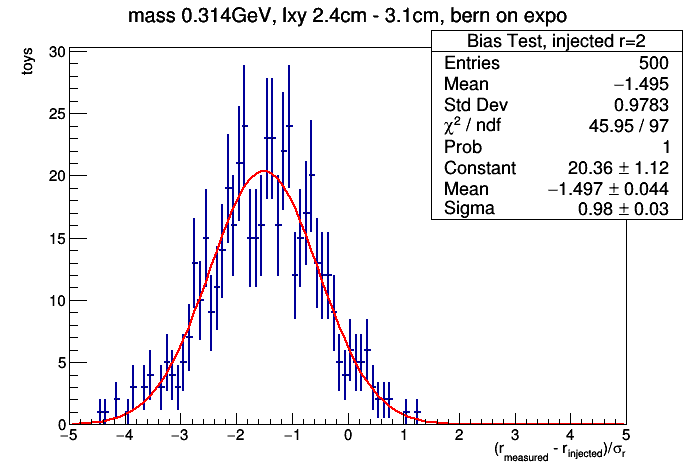 mass 0.314GeV, lxy 2.4cm - 3.1cm, bern on expo
toys
Bias Test, injected r=2
Entries 500
Mean −1.495
Std Dev 0.9783
χ² / ndf 45.95 / 97
Prob 1
Constant 20.36 ± 1.12
Mean −1.497 ± 0.044
Sigma 0.98 ± 0.03
30
25
20
15
10
5
0
−5 −4 −3 −2 −1 0 1 2 3 4 5
(r_measured - r_injected)/σ_r